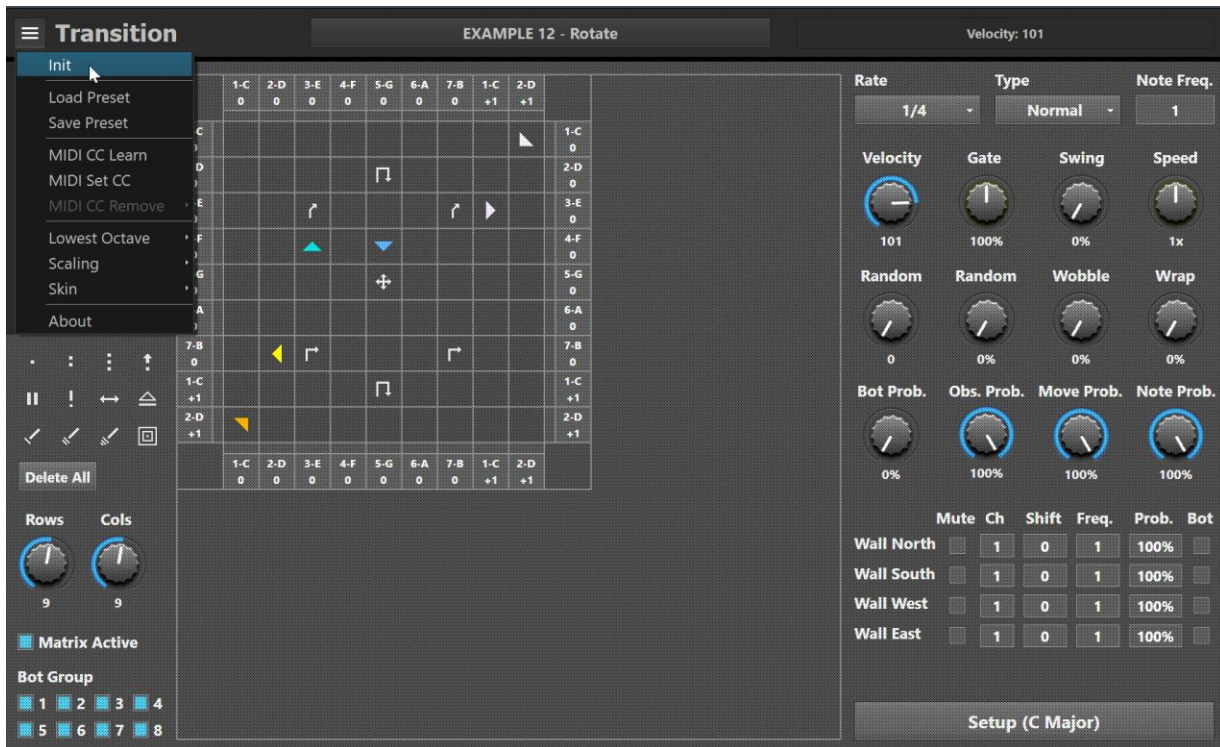 Transition
EXAMPLE 12 - Rotate
Velocity: 101
Init
Load Preset
Save Preset
MIDI CC Learn
MIDI Set CC
MIDI CC Remove
Lowest Octave
Scaling
Skin
About
1-C 2-D 3-E 4-F 5-G 6-A 7-B 1-C 2-D
0 0 0 0 0 0 0 +1 +1
C 1-C
0
D 2-D
0
E 3-E
0
F 4-F
0
G 5-G
0
A 6-A
0
7-B 7-B
0 0
1-C 1-C
+1 +1
2-D 2-D
+1 +1
1-C 2-D 3-E 4-F 5-G 6-A 7-B 1-C 2-D
0 0 0 0 0 0 0 +1 +1
Delete All
Rows Cols
9 9
Matrix Active
Bot Group
1 2 3 4
5 6 7 8
Rate Type Note Freq.
1/4 Normal 1
Velocity Gate Swing Speed
101 100% 0% 1x
Random Random Wobble Wrap
0 0% 0% 0%
Bot Prob. Obs. Prob. Move Prob. Note Prob.
0% 100% 100% 100%
Mute Ch Shift Freq. Prob. Bot
Wall North 1 0 1 100%
Wall South 1 0 1 100%
Wall West 1 0 1 100%
Wall East 1 0 1 100%
Setup (C Major)